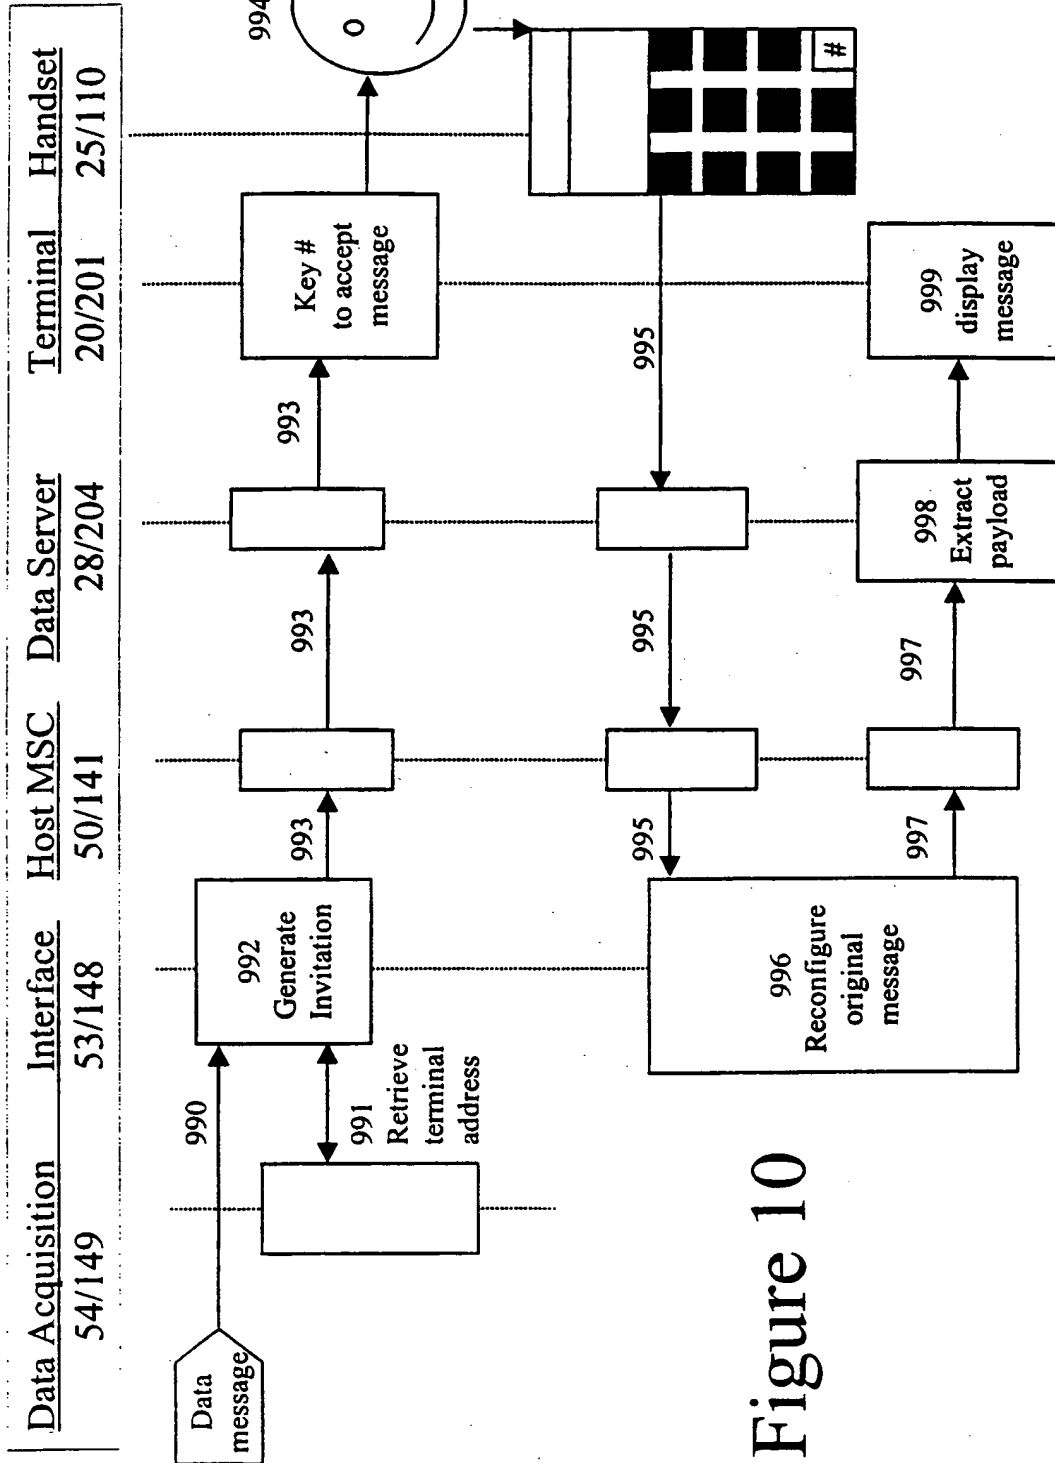 Data Acquisition Interface Host MSC Data Server Terminal Handset
54/149 53/148 50/141 28/204 20/201 25/110
994
Data
message
990
991
Retrieve
terminal
address
992
Generate
Invitation
993
993
993
Key #
to accept
message
#
995
995
995
996
Reconfigure
original
message
997
997
998
Extract
payload
999
display
message
Figure 10